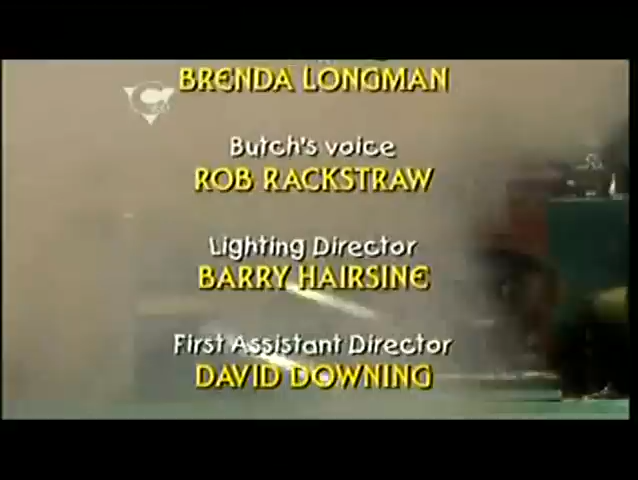 BRENDA LONGMAN
Butch's voice
ROB RACKSTRAW
Lighting Director
BARRY HAIRSINE
First Assistant Director
DAVID DOWNING